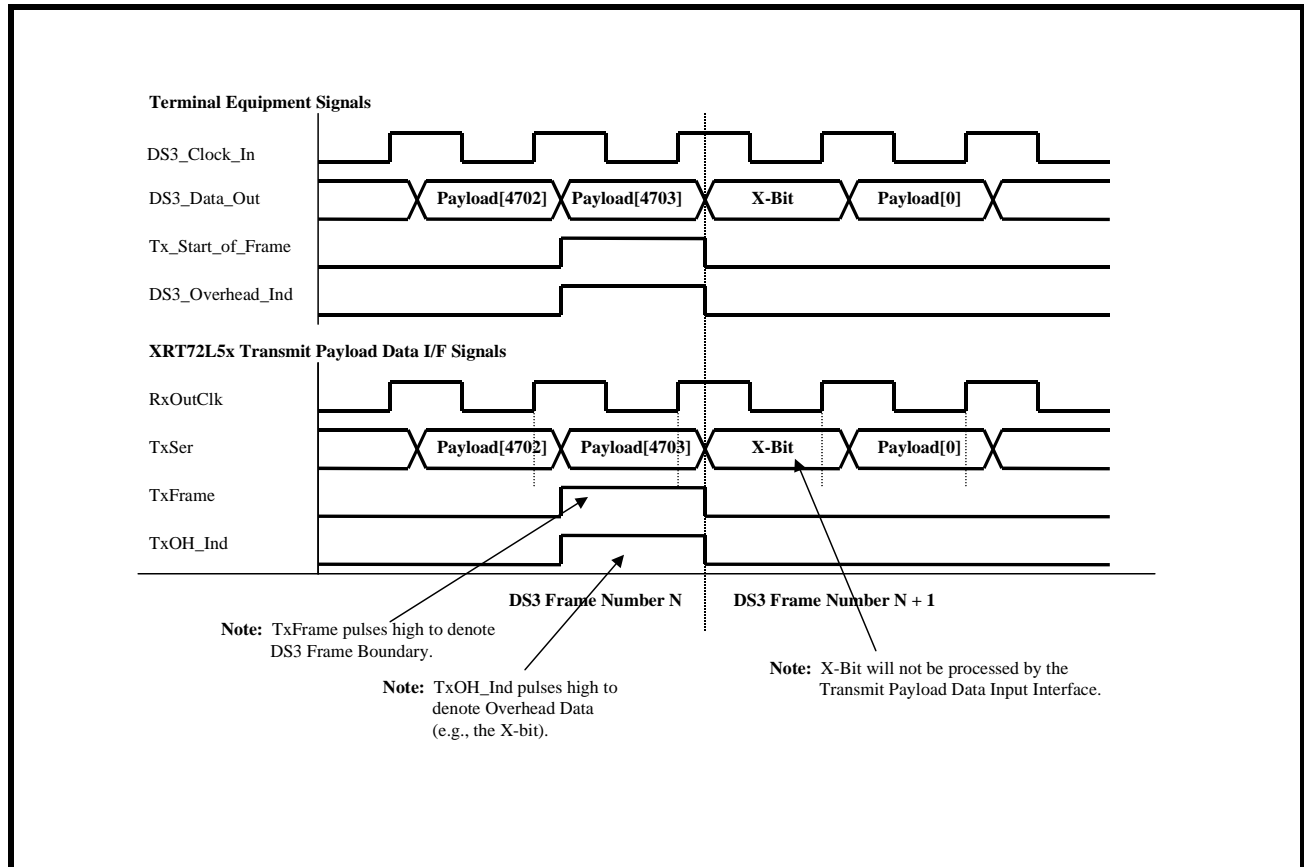 Terminal Equipment Signals
DS3_Clock_In
DS3_Data_Out
Payload[4702] Payload[4703] X-Bit Payload[0]
Tx_Start_of_Frame
DS3_Overhead_Ind
XRT72L5x Transmit Payload Data I/F Signals
RxOutClk
TxSer
Payload[4702] Payload[4703] X-Bit Payload[0]
TxFrame
TxOH_Ind
DS3 Frame Number N DS3 Frame Number N + 1
Note: TxFrame pulses high to denote
DS3 Frame Boundary.
Note: X-Bit will not be processed by the
Transmit Payload Data Input Interface.
Note: TxOH_Ind pulses high to
denote Overhead Data
(e.g., the X-bit).